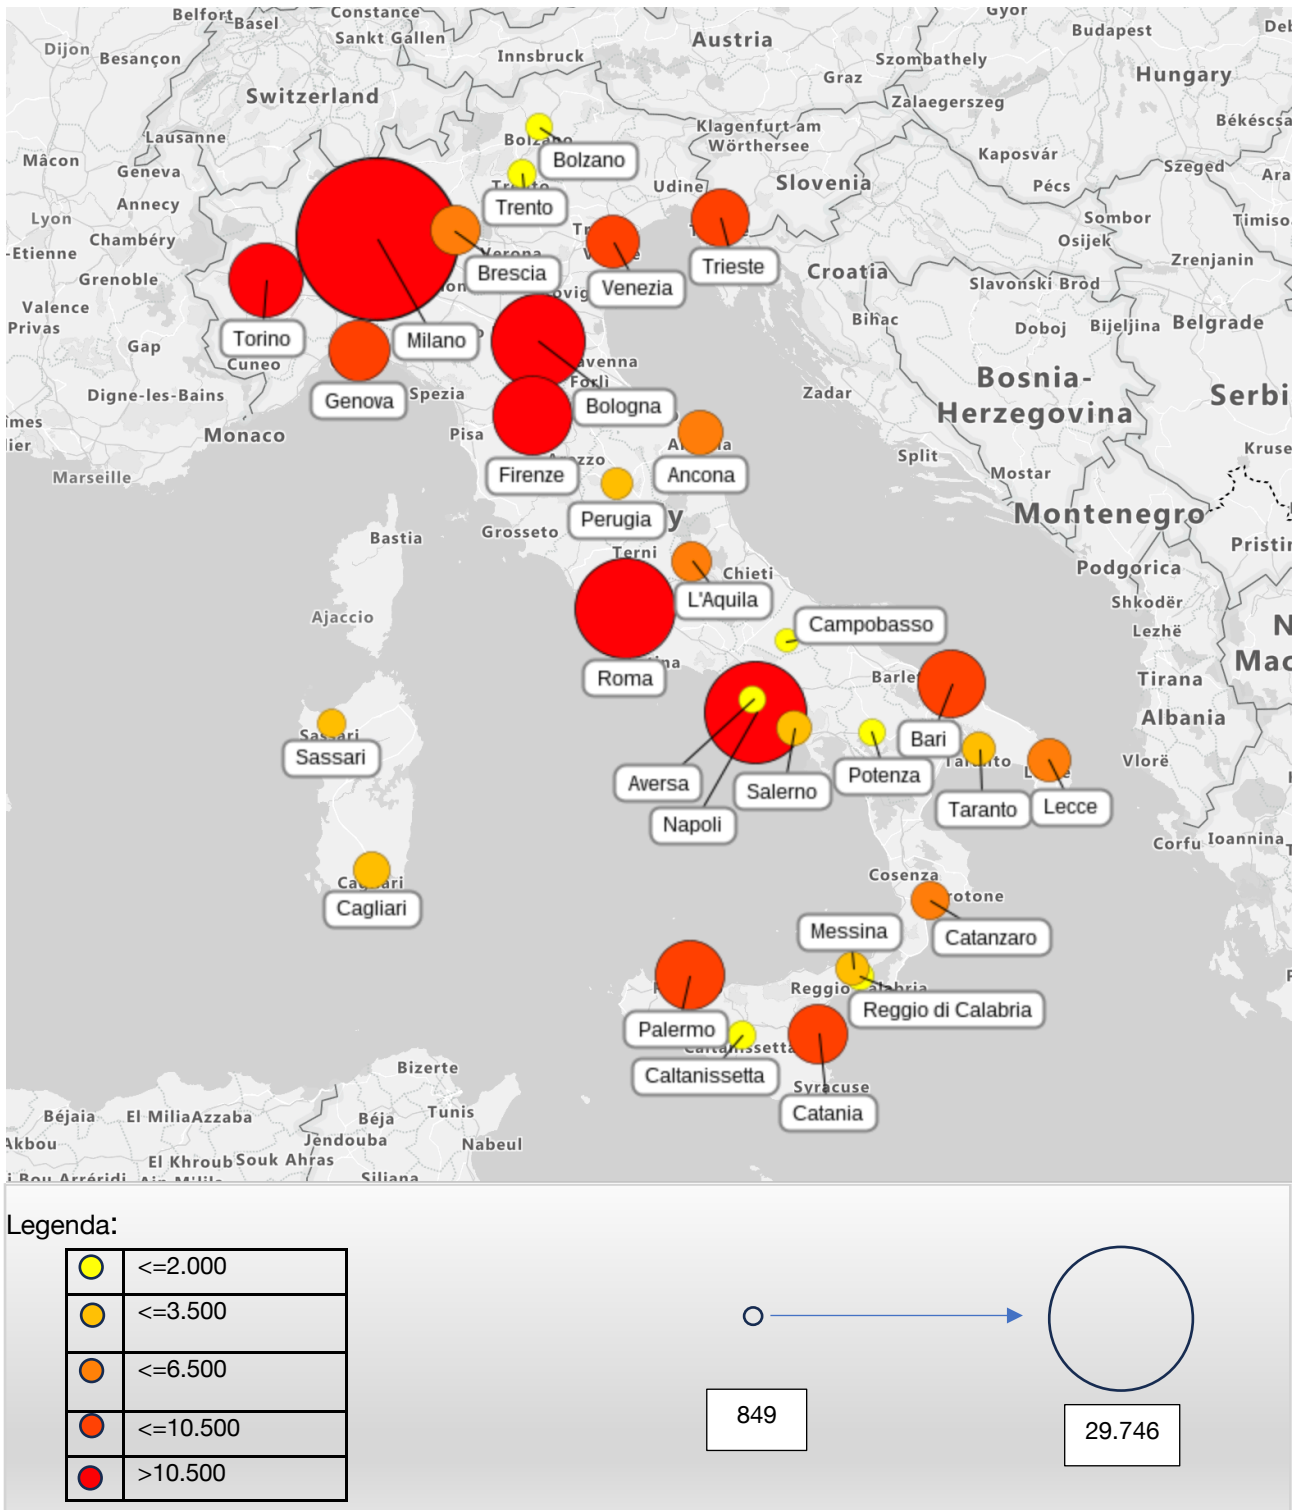 Belfort
Basel
Constance
Sankt Gallen
Győr
Dijon
Besançon
Innsbruck
Austria
Szombathely
Budapest
Graz
Hungary
Switzerland
Zalaegerszeg
Lausanne
Klagenfurt am
Wörthersee
Mâcon
Geneva
Bolzano
Kaposvár
Szeged
Trento
Udine
Slovenia
Pécs
Annecy
Lyon
Sombor
Chambéry
Osijek
-Etienne
Brescia
Venezia
Trieste
Croatia
Zrenjanin
Grenoble
Slavonski Brod
Valence
Privas
Bihać
Doboj
Bijeljina
Belgrade
Torino
Milano
Gap
Cuneo
Forlì
Bosnia-
Herzegovina
Serbi
Digne-les-Bains
Genova
Spezia
Bologna
Zadar
Monaco
Pisa
Split
Marseille
Firenze
Ancona
Mostar
Perugia
Montenegro
Bastia
Grosseto
Terni
Chieti
Podgorica
L'Aquila
Shkodër
Ajaccio
Campobasso
Lezhë
Roma
Tirana
Albania
Sassari
Bari
Aversa
Salerno
Potenza
Vlorë
Napoli
Taranto
Lecce
Corfu
Ioannina
Cosenza
Cagliari
Messina
Catanzaro
Reggio di Calabria
Palermo
Caltanissetta
Syracuse
Catania
Bizerte
Béjaia
El Milia
Azzaba
Béja
Tunis
Akbou
Jendouba
Nabeul
El Khroub
Souk Ahras
Siliana
Legenda:
<=2.000
<=3.500
<=6.500
<=10.500
>10.500
849
29.746